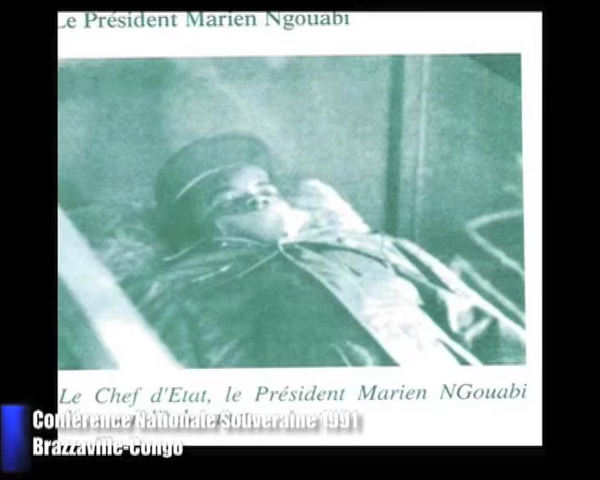 Le Président Marien Ngouabi
Le Chef d'Etat, le Président Marien NGouabi
Conférence Nationale Souveraine 1991
Brazzaville-Congo